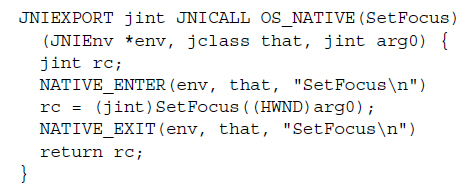 JNIEXPORT jint JNICALL OS_NATIVE(SetFocus)
(JNIEnv *env, jclass that, jint arg0) {
jint rc;
NATIVE_ENTER(env, that, "SetFocus\n")
rc = (jint)SetFocus((HWND)arg0);
NATIVE_EXIT(env, that, "SetFocus\n")
return rc;
}